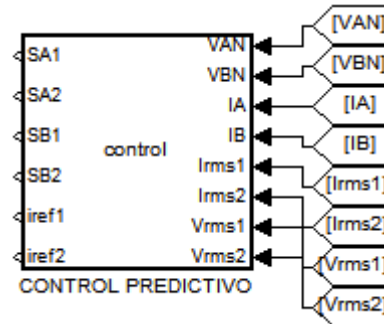 SA1
SA2
SB1
SB2
iref1
iref2
control
VAN
VBN
IA
IB
Irms1
Irms2
Vrms1
Vrms2
[VAN]
[VBN]
[IA]
[IB]
[Irms1]
[Irms2]
[Vrms1]
[Vrms2]
CONTROL PREDICTIVO